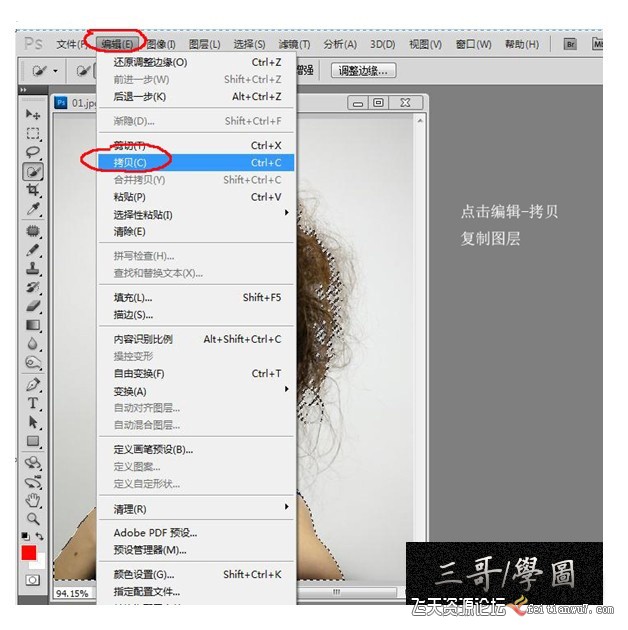 Ps 文件(F) 编辑(E) 图像(I) 图层(L) 选择(S) 滤镜(T) 分析(A) 3D(D) 视图(V) 窗口(W) 帮助(H) Br
增强 调整边缘...
Ps 01.jp
还原调整边缘(O) Ctrl+Z
前进一步(W) Shift+Ctrl+Z
后退一步(K) Alt+Ctrl+Z
渐隐(D)... Shift+Ctrl+F
剪切(T) Ctrl+X
拷贝(C) Ctrl+C
合并拷贝(Y) Shift+Ctrl+C
粘贴(P) Ctrl+V
选择性粘贴(I)
清除(E)
拼写检查(H)...
查找和替换文本(X)...
填充(L)... Shift+F5
描边(S)...
内容识别比例 Alt+Shift+Ctrl+C
操控变形
自由变换(F) Ctrl+T
变换(A)
自动对齐图层...
自动混合图层...
定义画笔预设(B)...
定义图案...
定义自定形状...
清理(R)
Adobe PDF 预设...
预设管理器(M)...
颜色设置(G)... Shift+Ctrl+K
指定配置文件...
点击编辑-拷贝
复制图层
94.15%
三哥/學圖
飞天资源论坛 feitianwu7.com